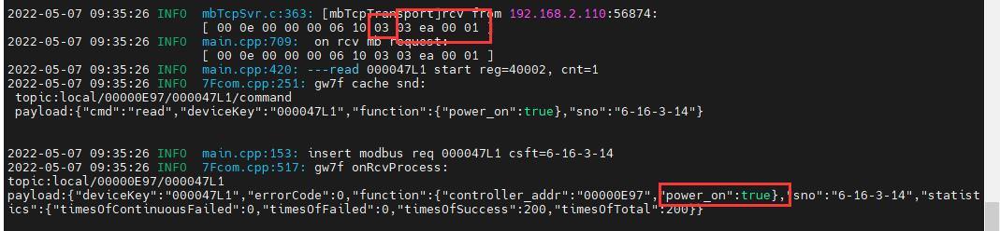 2022-05-07 09:35:26 INFO  mbTcpSvr.c:363: [mbTcpTransport]rcv from 192.168.2.110:56874:
[ 00 0e 00 00 00 06 10 03 03 ea 00 01 ]
2022-05-07 09:35:26 INFO  main.cpp:709:  on rcv mb request:
[ 00 0e 00 00 00 06 10 03 03 ea 00 01 ]
2022-05-07 09:35:26 INFO  main.cpp:420: ---read 000047L1 start reg=40002, cnt=1
2022-05-07 09:35:26 INFO  7Fcom.cpp:251: gw7f cache snd:
topic:local/00000E97/000047L1/command
payload:{"cmd":"read","deviceKey":"000047L1","function":{"power_on":true},"sno":"6-16-3-14"}
2022-05-07 09:35:26 INFO  main.cpp:153: insert modbus req 000047L1 csft=6-16-3-14
2022-05-07 09:35:26 INFO  7Fcom.cpp:517: gw7f onRcvProcess:
topic:local/00000E97/000047L1
payload:{"deviceKey":"000047L1","errorCode":0,"function":{"controller_addr":"00000E97","power_on":true},"sno":"6-16-3-14","statist
ics":{"timesOfContinuousFailed":0,"timesOfFailed":0,"timesOfSuccess":200,"timesOfTotal":200}}